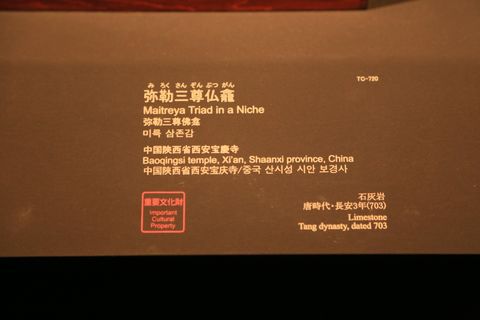 TC-720
み ろく さん ぞん ぶつ がん
弥勒三尊仏龕
Maitreya Triad in a Niche
弥勒三尊佛龛
미륵 삼존감
中国陝西省西安宝慶寺
Baoqingsi temple, Xi'an, Shaanxi province, China
中国陕西省西安宝庆寺/중국 산시성 시안 보경사
重要文化財
Important
Cultural
Property
石灰岩
唐時代・長安3年(703)
Limestone
Tang dynasty, dated 703